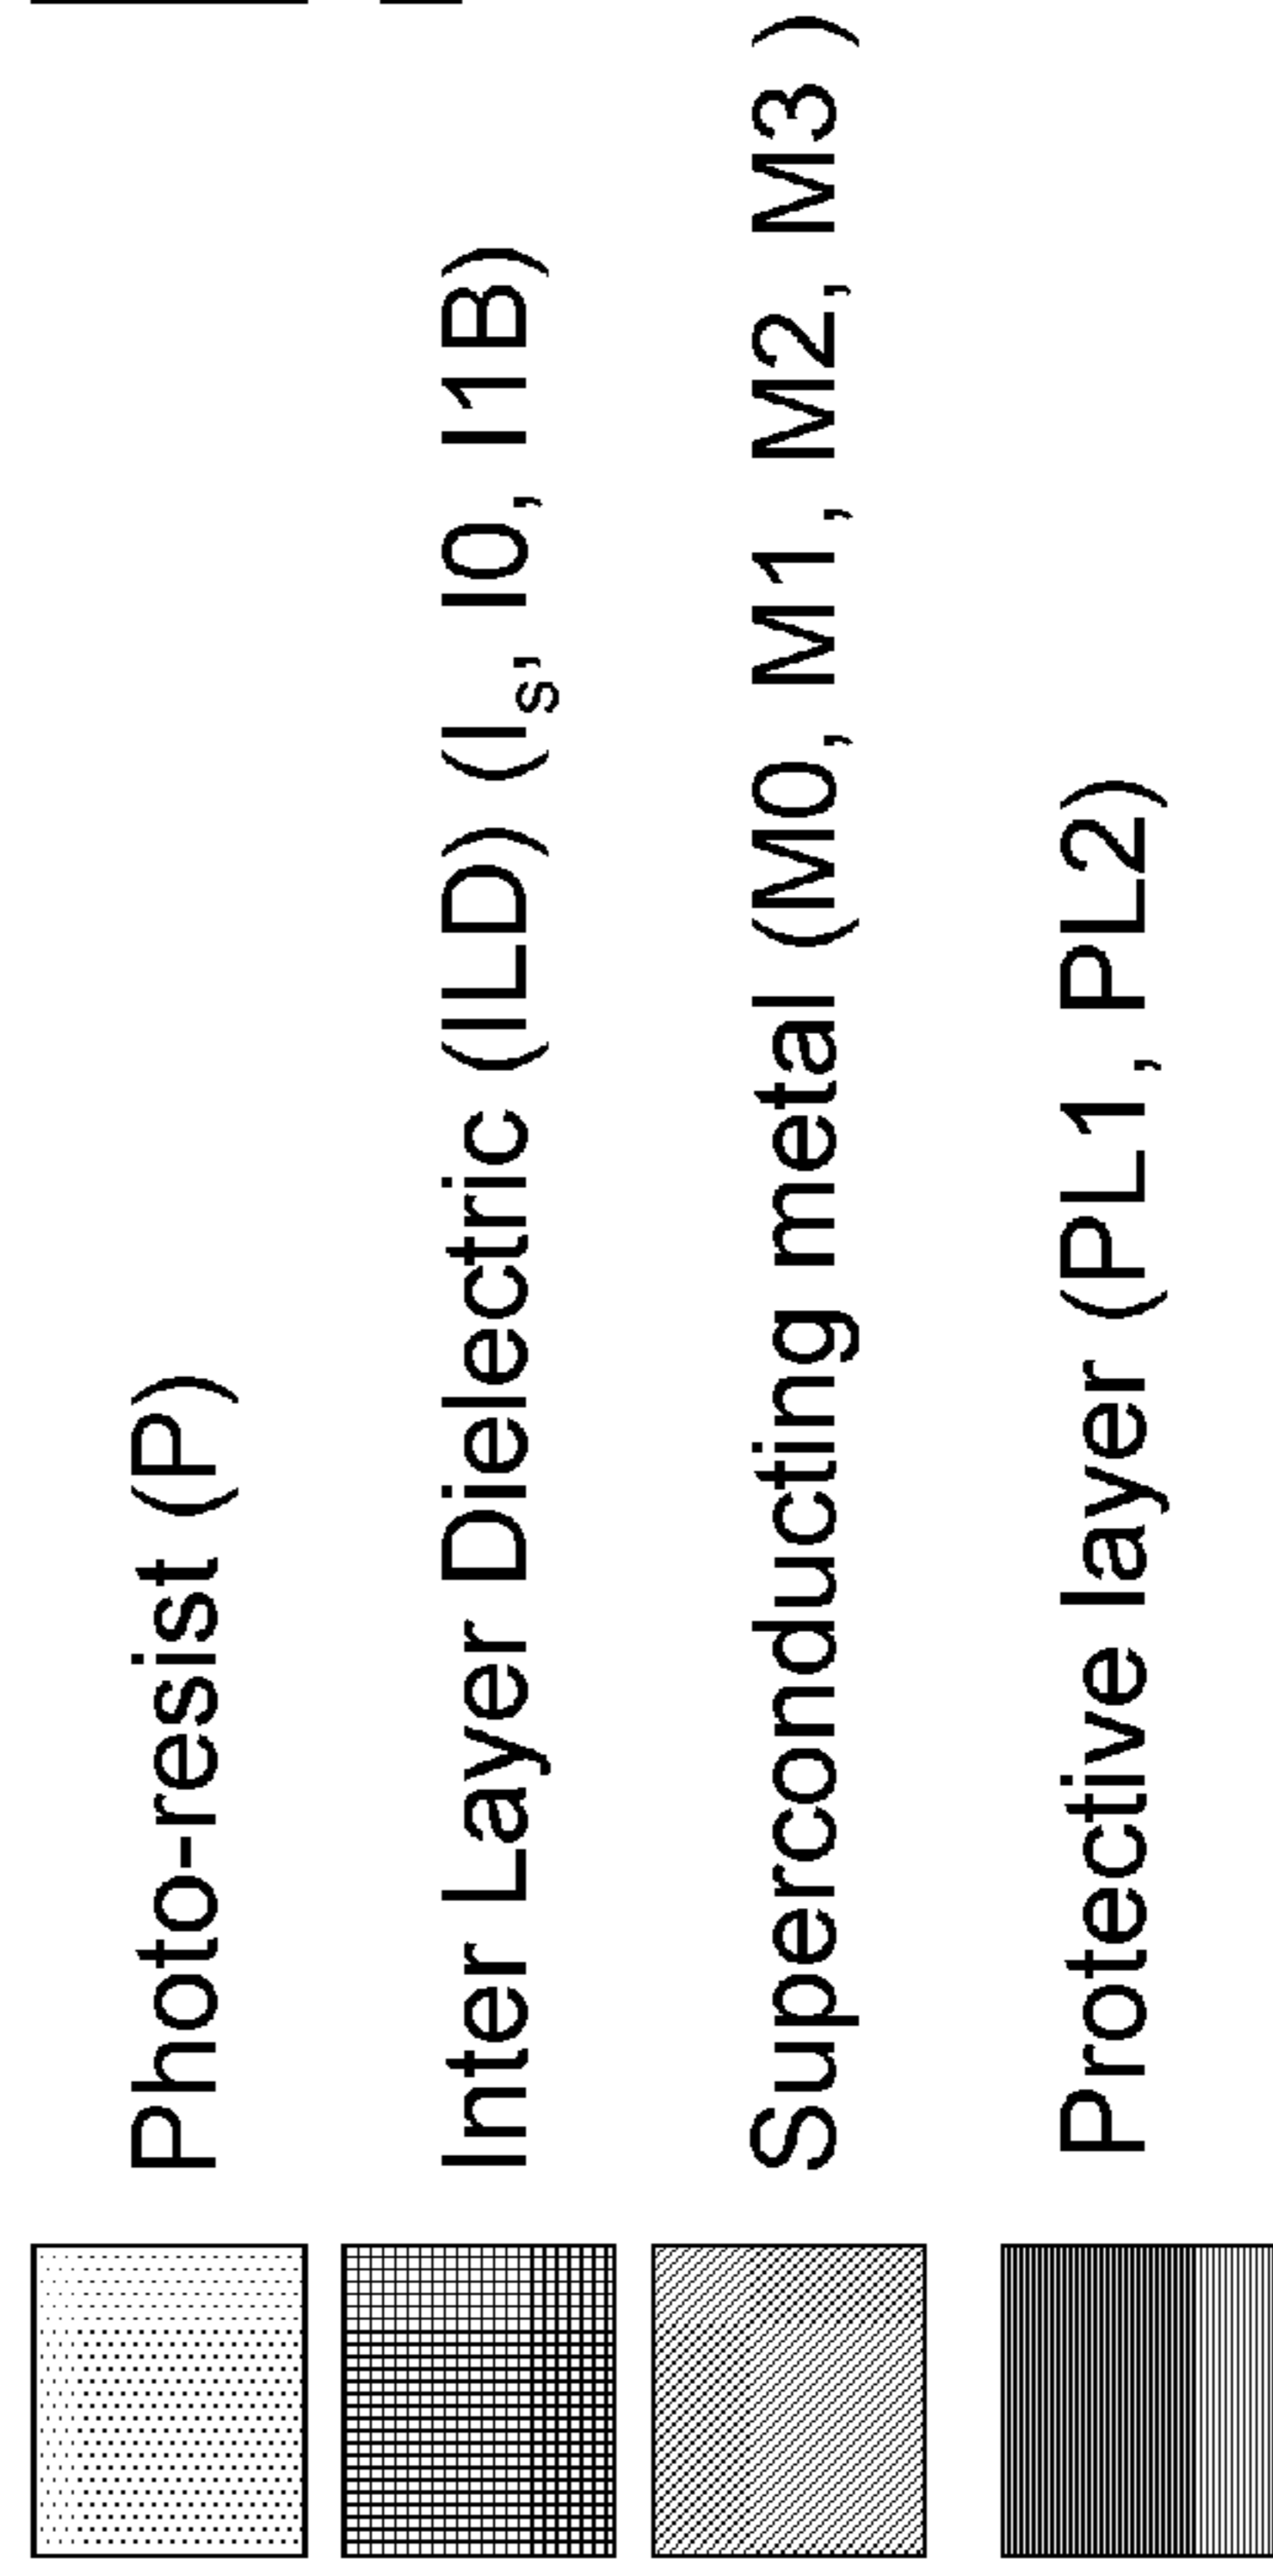 Photo-resist (P)
Inter Layer Dielectric (ILD) (Is, I0, I1B)
Superconducting metal (M0, M1, M2, M3 )
Protective layer (PL1, PL2)